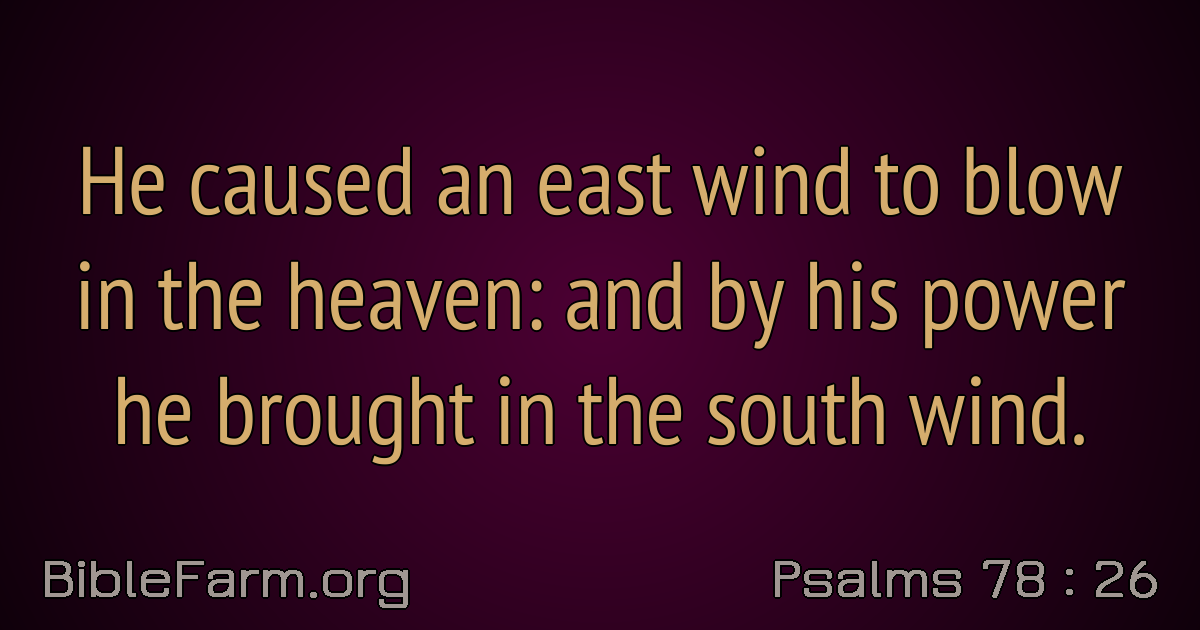 He caused an east wind to blow
in the heaven: and by his power
he brought in the south wind.
BibleFarm.org
Psalms 78 : 26